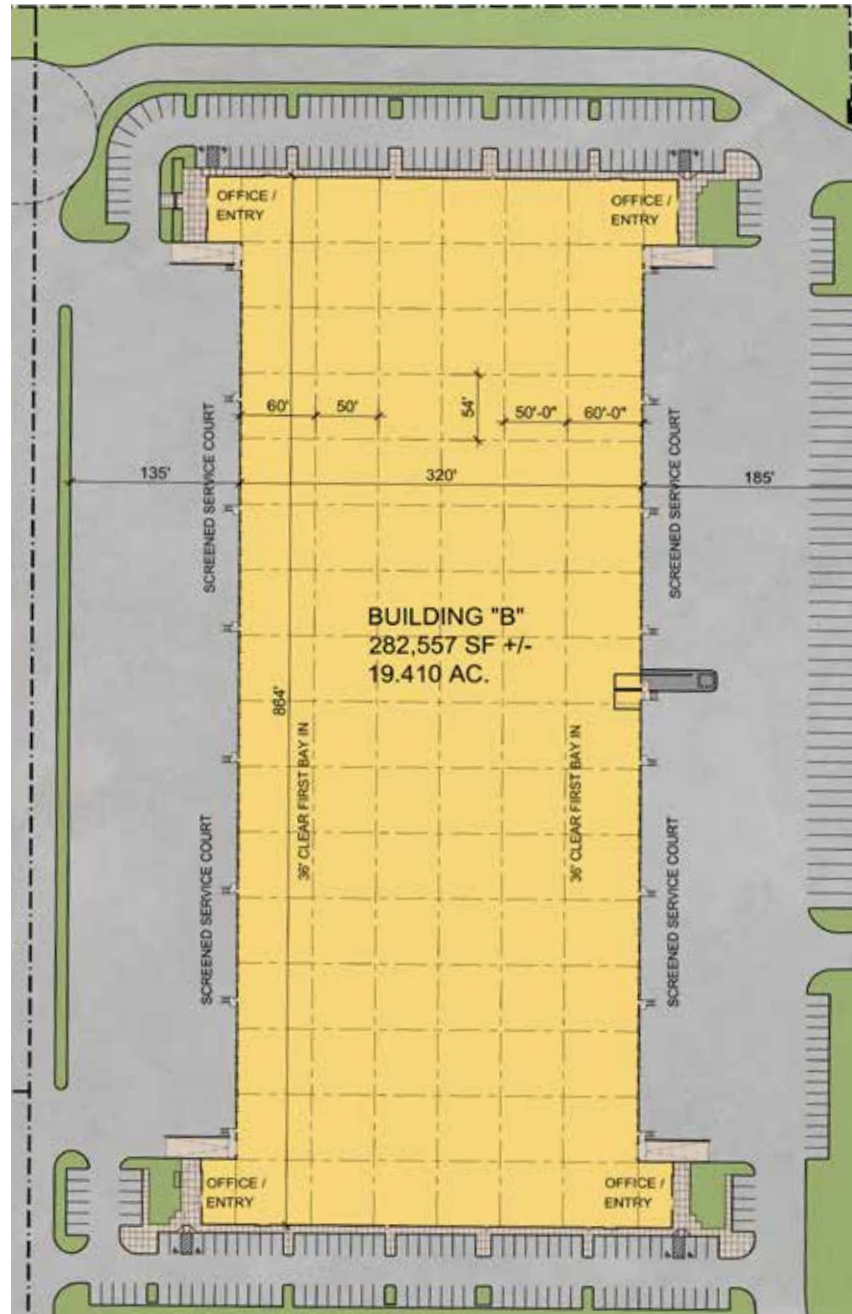 OFFICE /
ENTRY
OFFICE /
ENTRY
60'
50'
54'
50'-0"
60'-0"
SCREENED SERVICE COURT
SCREENED SERVICE COURT
135'
320'
185'
BUILDING "B"
282,557 SF +/-
19.410 AC.
864'
36' CLEAR FIRST BAY IN
36' CLEAR FIRST BAY IN
SCREENED SERVICE COURT
SCREENED SERVICE COURT
OFFICE /
ENTRY
OFFICE /
ENTRY